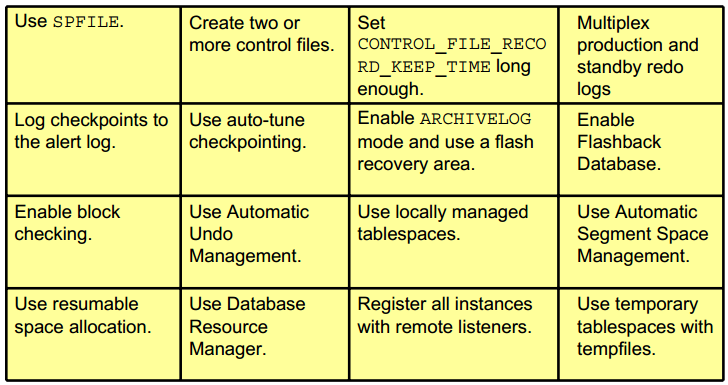 Use SPFILE.
Create two or
more control files.
Set
CONTROL_FILE_RECO
RD_KEEP_TIME long
enough.
Multiplex
production and
standby redo
logs
Log checkpoints to
the alert log.
Use auto-tune
checkpointing.
Enable ARCHIVELOG
mode and use a flash
recovery area.
Enable
Flashback
Database.
Enable block
checking.
Use Automatic
Undo
Management.
Use locally managed
tablespaces.
Use Automatic
Segment Space
Management.
Use resumable
space allocation.
Use Database
Resource
Manager.
Register all instances
with remote listeners.
Use temporary
tablespaces with
tempfiles.